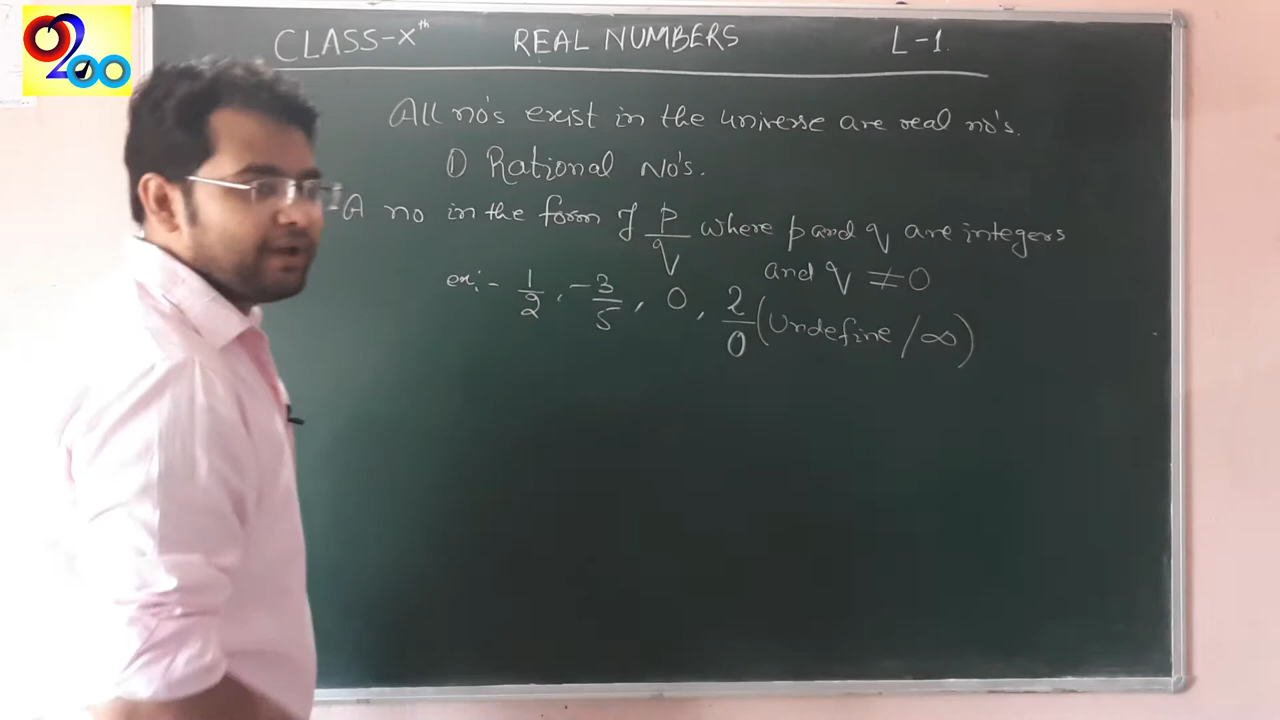 0200
CLASS-Xth REAL NUMBERS L-1.
All no's exist in the universe are real no's.
① Rational No's.
- A no in the form of p/q where p and q are integers
and q ≠ 0
ex:- 1/2, -3/5, 0, 2/0 (Undefine/∞)